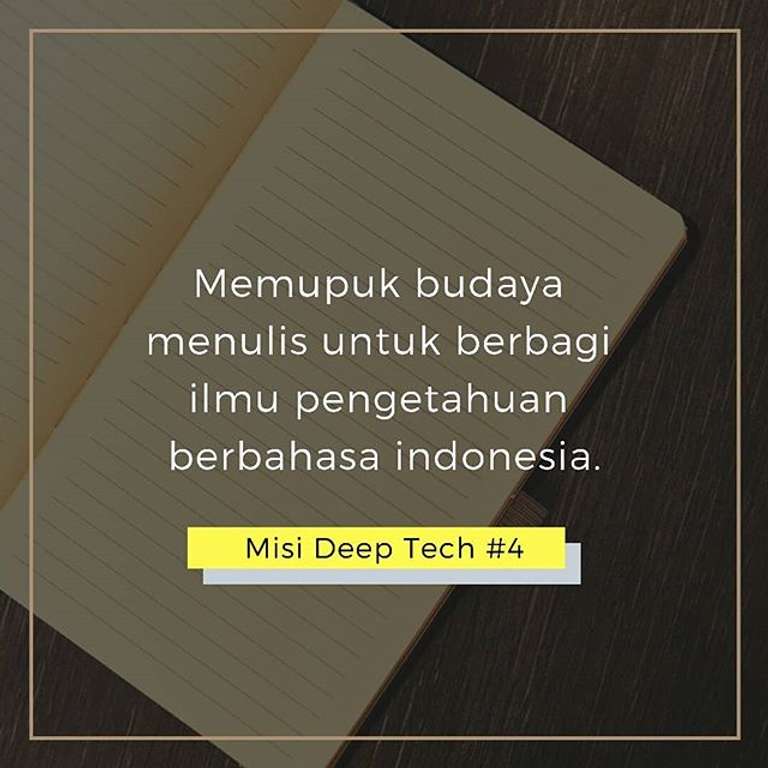 Memupuk budaya
menulis untuk berbagi
ilmu pengetahuan
berbahasa indonesia.
Misi Deep Tech #4